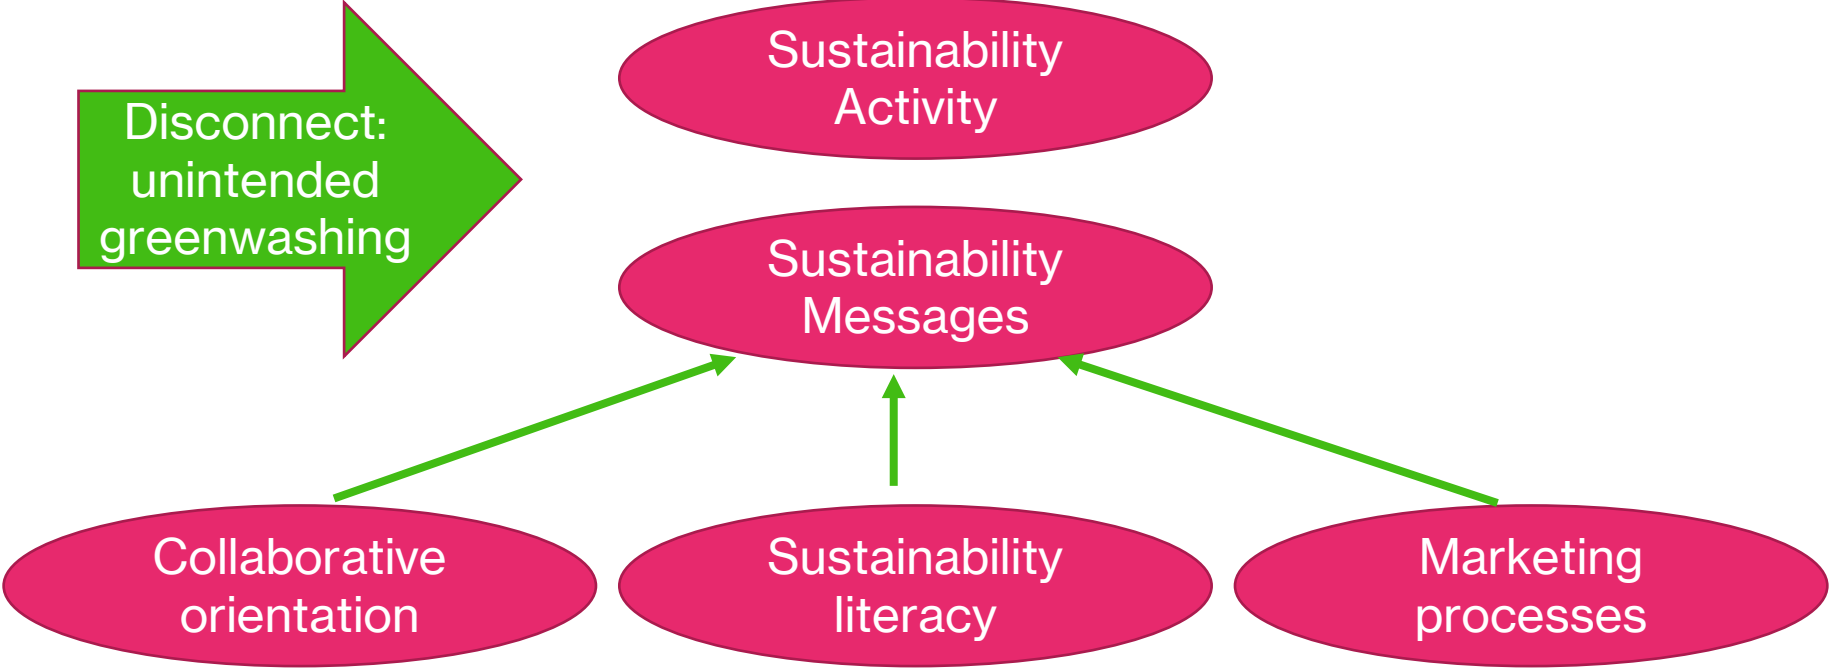 Disconnect:
unintended
greenwashing
Sustainability
Activity
Sustainability
Messages
Collaborative
orientation
Sustainability
literacy
Marketing
processes